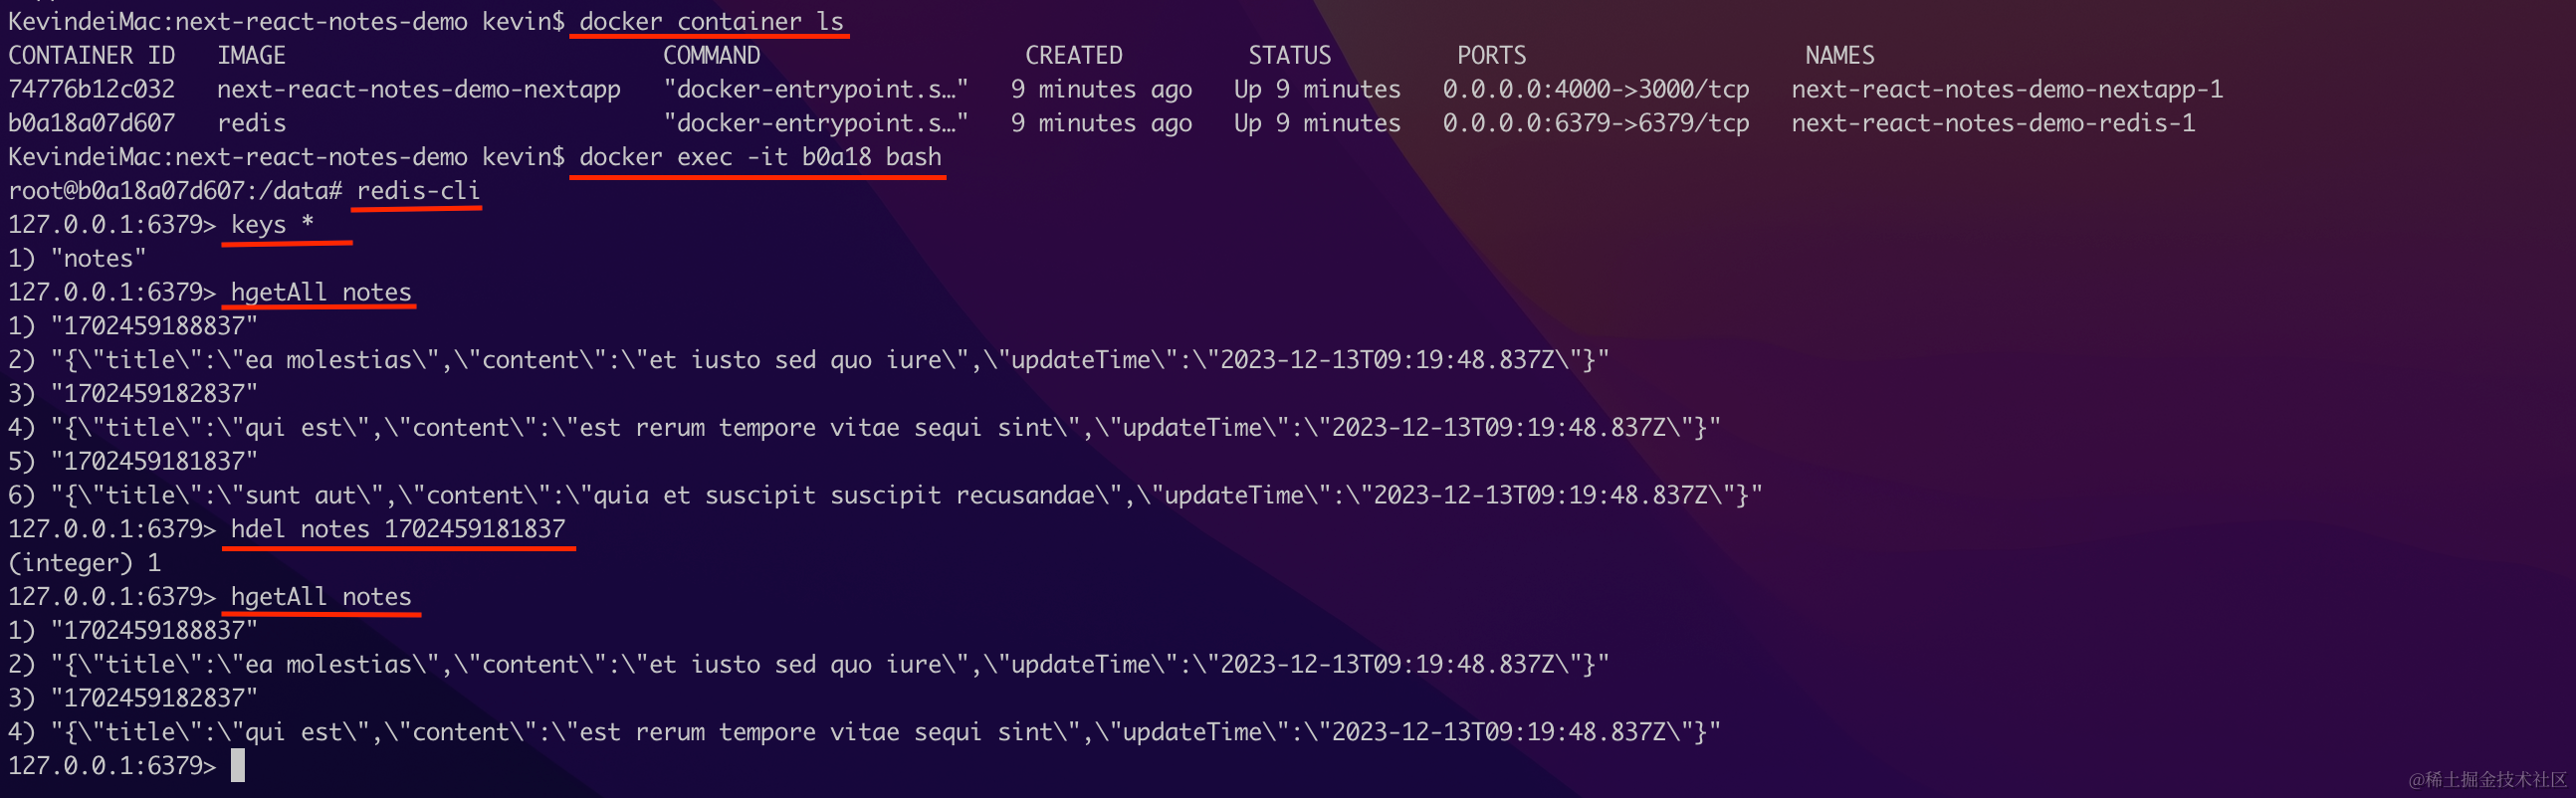 KevindeiMac:next-react-notes-demo kevin$ docker container ls
CONTAINER ID   IMAGE                           COMMAND                   CREATED         STATUS         PORTS                    NAMES
74776b12c032   next-react-notes-demo-nextapp   "docker-entrypoint.s…"   9 minutes ago   Up 9 minutes   0.0.0.0:4000->3000/tcp   next-react-notes-demo-nextapp-1
b0a18a07d607   redis                           "docker-entrypoint.s…"   9 minutes ago   Up 9 minutes   0.0.0.0:6379->6379/tcp   next-react-notes-demo-redis-1
KevindeiMac:next-react-notes-demo kevin$ docker exec -it b0a18 bash
root@b0a18a07d607:/data# redis-cli
127.0.0.1:6379> keys *
1) "notes"
127.0.0.1:6379> hgetAll notes
1) "1702459188837"
2) "{\"title\":\"ea molestias\",\"content\":\"et iusto sed quo iure\",\"updateTime\":\"2023-12-13T09:19:48.837Z\"}"
3) "1702459182837"
4) "{\"title\":\"qui est\",\"content\":\"est rerum tempore vitae sequi sint\",\"updateTime\":\"2023-12-13T09:19:48.837Z\"}"
5) "1702459181837"
6) "{\"title\":\"sunt aut\",\"content\":\"quia et suscipit suscipit recusandae\",\"updateTime\":\"2023-12-13T09:19:48.837Z\"}"
127.0.0.1:6379> hdel notes 1702459181837
(integer) 1
127.0.0.1:6379> hgetAll notes
1) "1702459188837"
2) "{\"title\":\"ea molestias\",\"content\":\"et iusto sed quo iure\",\"updateTime\":\"2023-12-13T09:19:48.837Z\"}"
3) "1702459182837"
4) "{\"title\":\"qui est\",\"content\":\"est rerum tempore vitae sequi sint\",\"updateTime\":\"2023-12-13T09:19:48.837Z\"}"
127.0.0.1:6379>
@稀土掘金技术社区